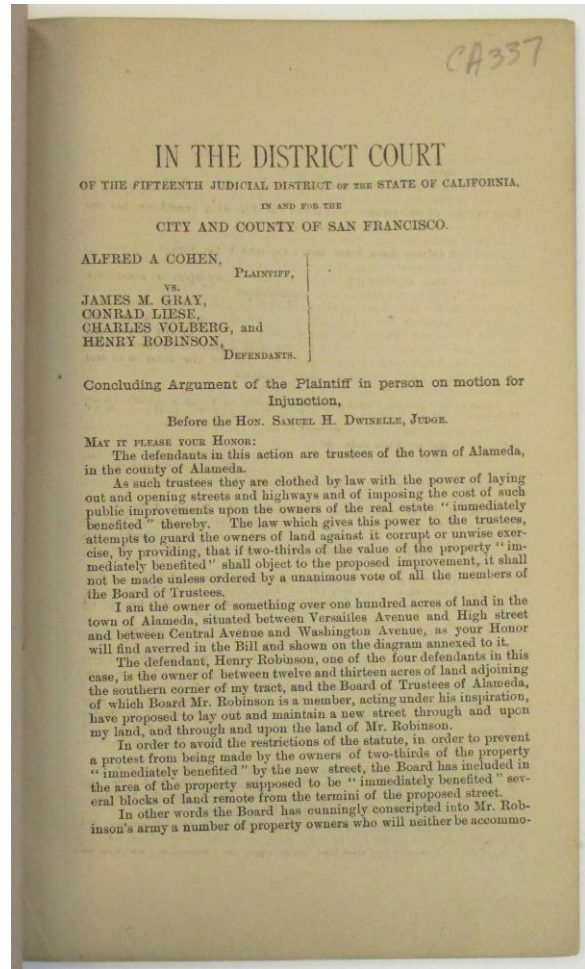 CA337
IN THE DISTRICT COURT
OF THE FIFTEENTH JUDICIAL DISTRICT OF THE STATE OF CALIFORNIA,
IN AND FOR THE
CITY AND COUNTY OF SAN FRANCISCO.
ALFRED A COHEN,
PLAINTIFF,
VS.
JAMES M. GRAY,
CONRAD LIESE,
CHARLES VOLBERG, and
HENRY ROBINSON,
DEFENDANTS.
Concluding Argument of the Plaintiff in person on motion for
Injunction,
Before the HON. SAMUEL H. DWINELLE, JUDGE.
MAY IT PLEASE YOUR HONOR:
The defendants in this action are trustees of the town of Alameda,
in the county of Alameda.
As such trustees they are clothed by law with the power of laying
out and opening streets and highways and of imposing the cost of such
public improvements upon the owners of the real estate "immediately
benefited" thereby. The law which gives this power to the trustees,
attempts to guard the owners of land against it corrupt or unwise exer-
cise, by providing, that if two-thirds of the value of the property "im-
mediately benefited" shall object to the proposed improvement, it shall
not be made unless ordered by a unanimous vote of all the members of
the Board of Trustees.
I am the owner of something over one hundred acres of land in the
town of Alameda, situated between Versailles Avenue and High street
and between Central Avenue and Washington Avenue, as your Honor
will find averred in the Bill and shown on the diagram annexed to it.
The defendant, Henry Robinson, one of the four defendants in this
case, is the owner of between twelve and thirteen acres of land adjoining
the southern corner of my tract, and the Board of Trustees of Alameda,
of which Board Mr. Robinson is a member, acting under his inspiration,
have proposed to lay out and maintain a new street through and upon
my land, and through and upon the land of Mr. Robinson.
In order to avoid the restrictions of the statute, in order to prevent
a protest from being made by the owners of two-thirds of the property
"immediately benefited" by the new street, the Board has included in
the area of the property supposed to be "immediately benefited" sev-
eral blocks of land remote from the termini of the proposed street.
In other words the Board has cunningly conscripted into Mr. Rob-
inson's army a number of property owners who will neither be accommo-